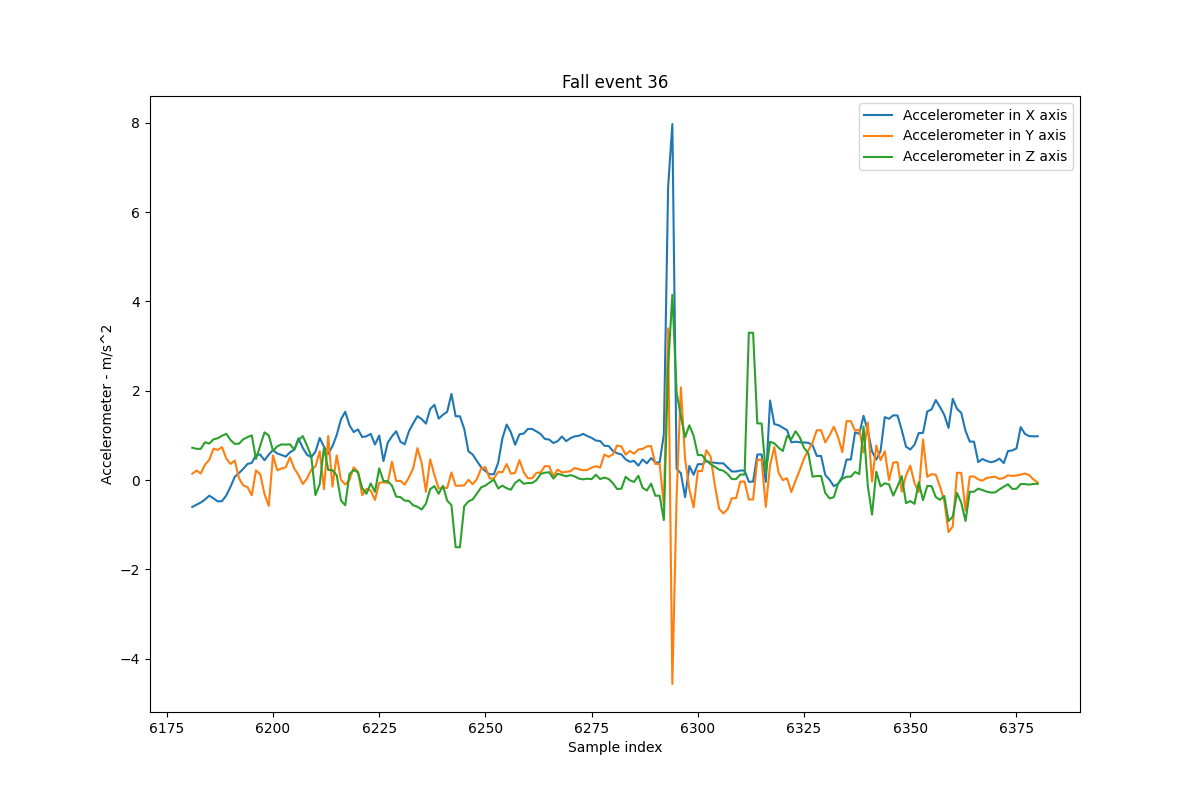 Fall event 36
Accelerometer in X axis
Accelerometer in Y axis
Accelerometer in Z axis
8
6
4
2
0
−2
−4
Accelerometer - m/s^2
6175 6200 6225 6250 6275 6300 6325 6350 6375
Sample index